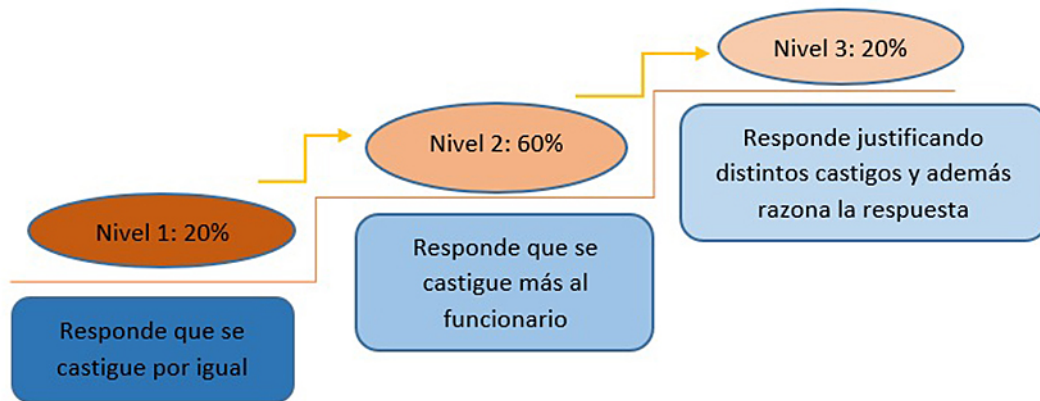 Nivel 1: 20%
Responde que se
castigue por igual
Nivel 2: 60%
Responde que se
castigue más al
funcionario
Nivel 3: 20%
Responde justificando
distintos castigos y además
razona la respuesta